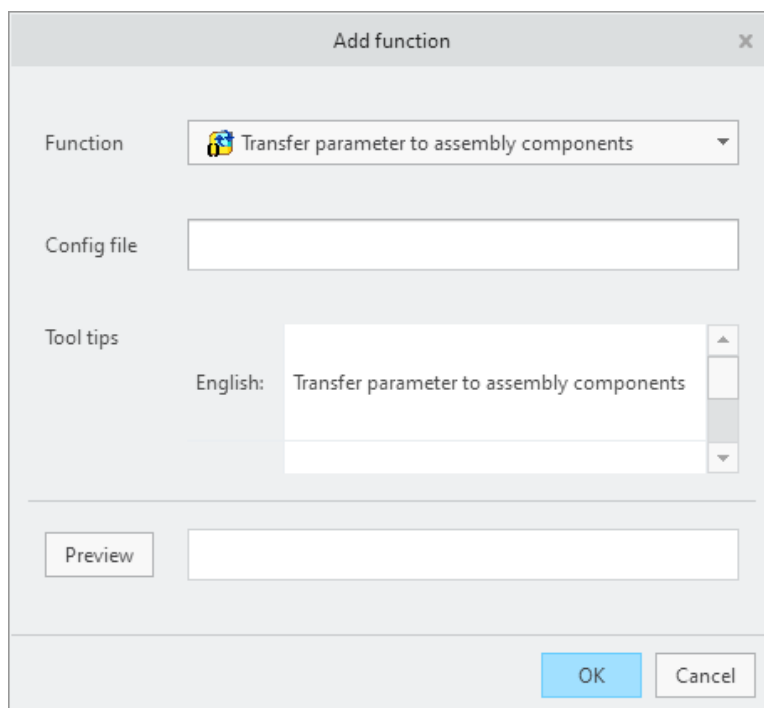 Add function
Function
Transfer parameter to assembly components
Config file
Tool tips
English:
Transfer parameter to assembly components
Preview
OK
Cancel